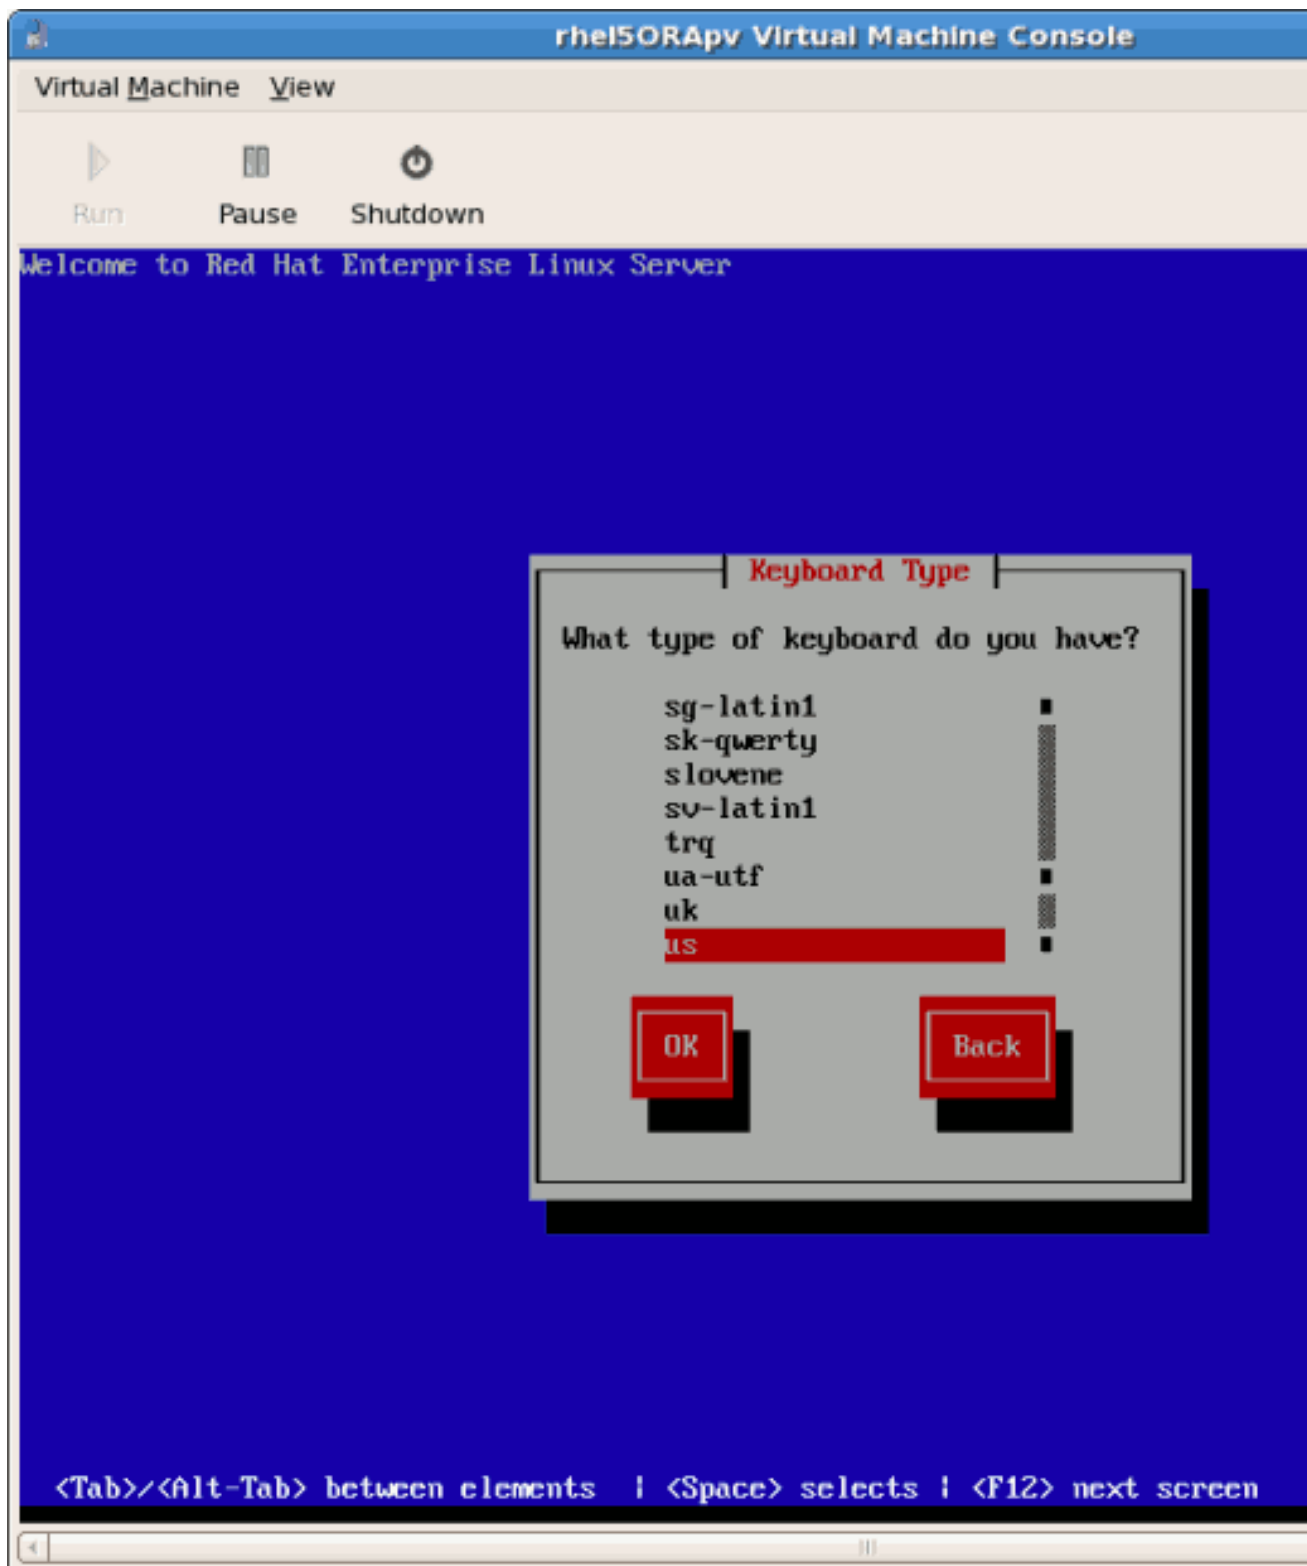 rhel5ORApv Virtual Machine Console
Virtual Machine View
Run Pause Shutdown
Welcome to Red Hat Enterprise Linux Server
Keyboard Type
What type of keyboard do you have?
sg-latin1
sk-qwerty
slovene
sv-latin1
trq
ua-utf
uk
us
OK Back
<Tab>/<Alt-Tab> between elements | <Space> selects | <F12> next screen